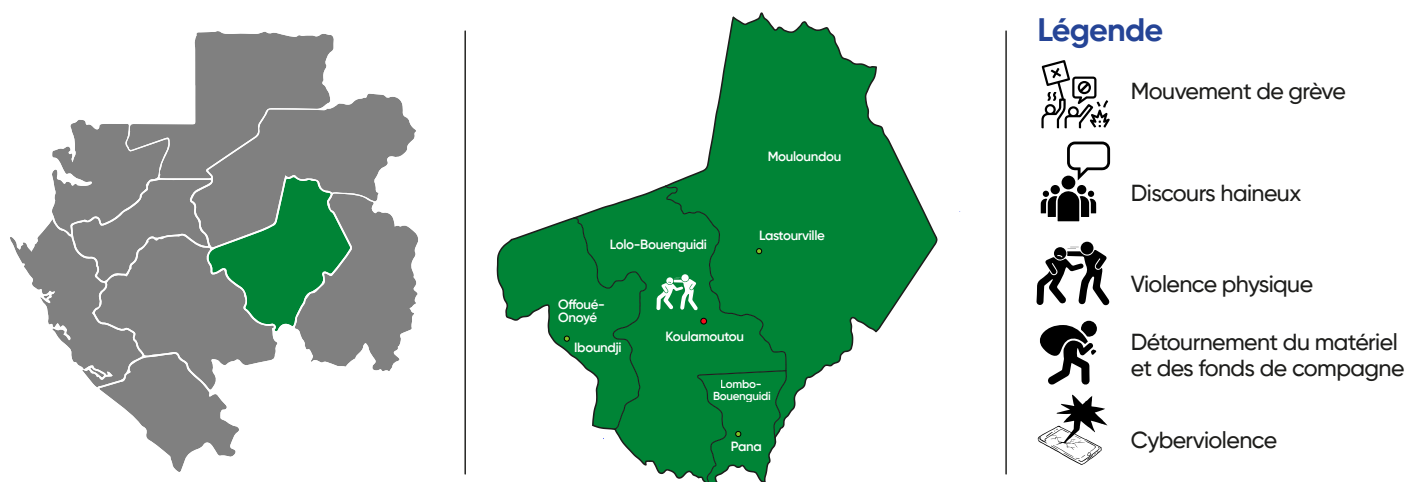 Mouloundou
Lastourville
Lolo-Bouenguidi
Offoué-
Onoyé
Iboundji
Koulamoutou
Lombo-
Bouenguidi
Pana
Légende
Mouvement de grève
Discours haineux
Violence physique
Détournement du matériel
et des fonds de compagne
Cyberviolence